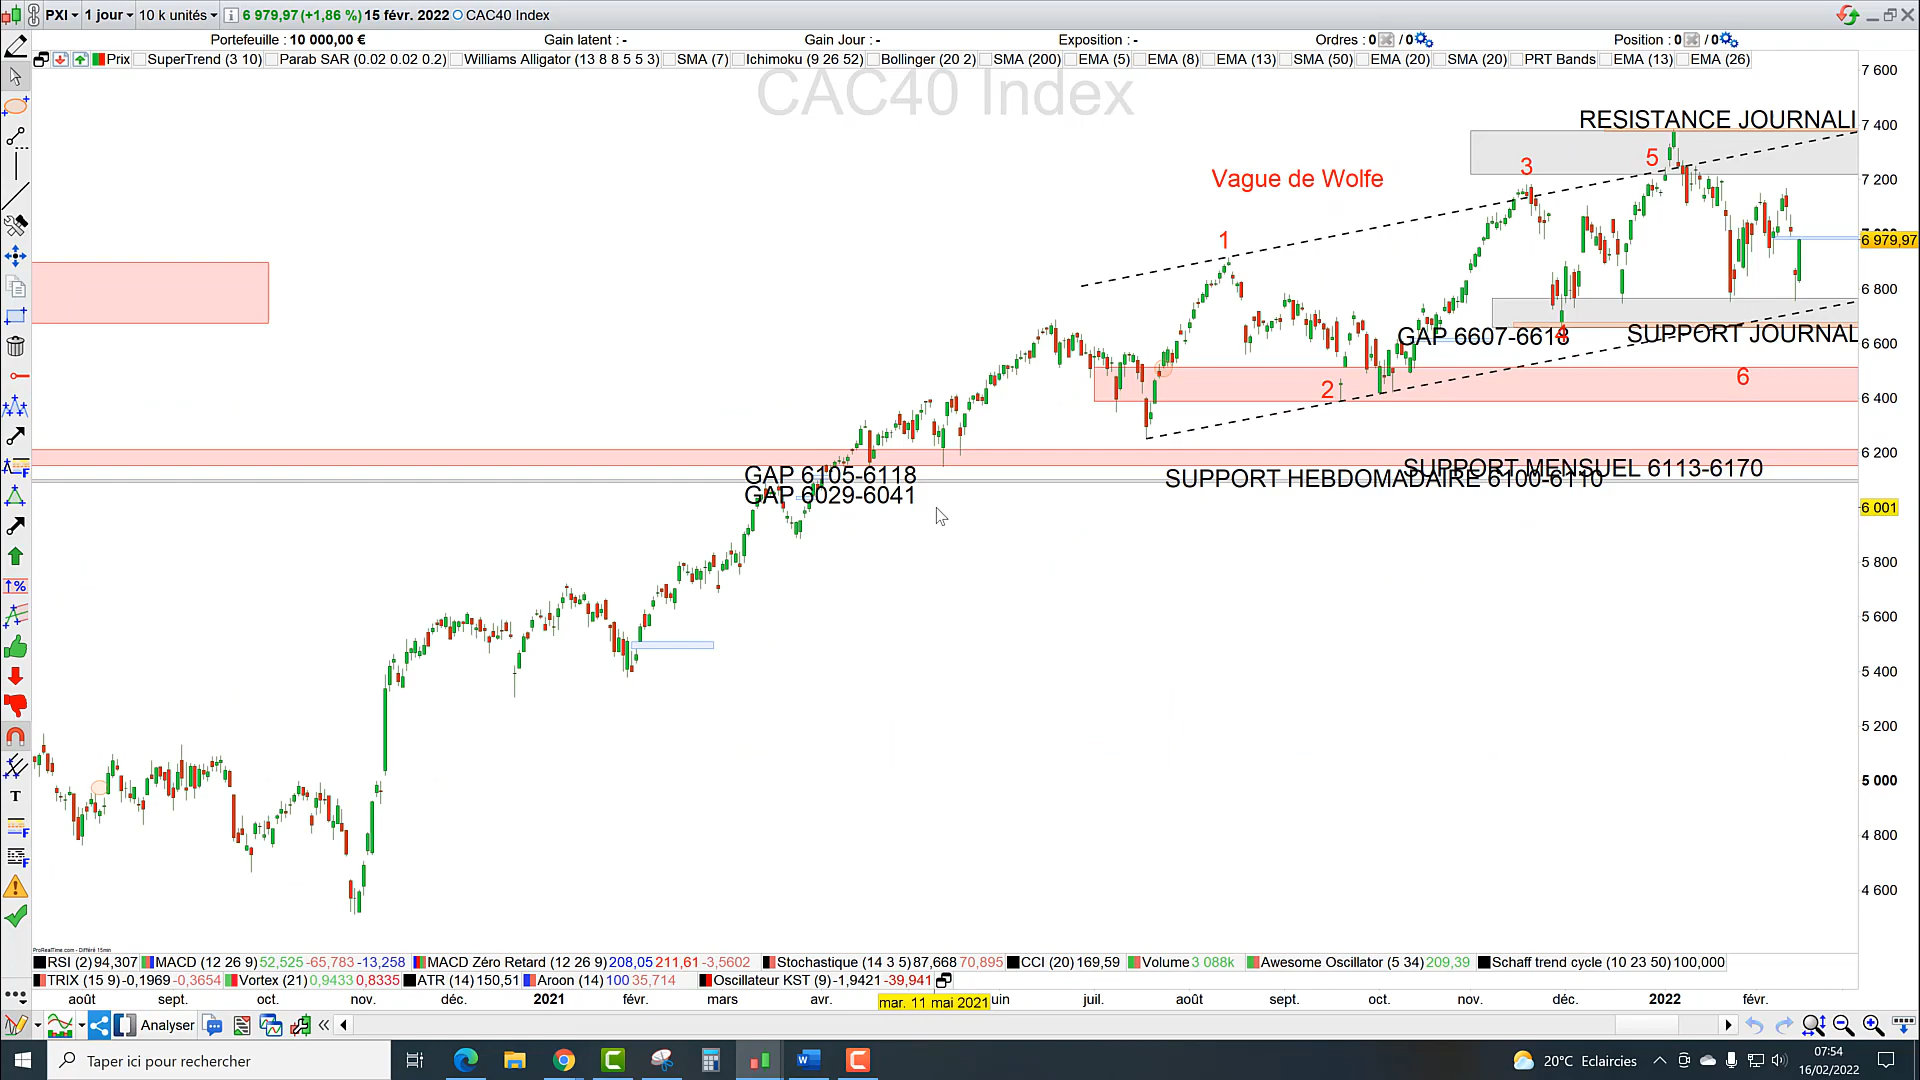 PXI 1 jour 10 k unités 6 979,97 (+1,86 %) 15 févr. 2022 CAC40 Index
Portefeuille : 10 000,00 € Gain latent : - Gain Jour : - Exposition : - Ordres : 0 / 0 Position : 0 / 0
Prix SuperTrend (3 10) Parab SAR (0.02 0.02 0.2) Williams Alligator (13 8 8 5 5 3) SMA (7) Ichimoku (9 26 52) Bollinger (20 2) SMA (200) EMA (5) EMA (8) EMA (13) SMA (50) EMA (20) SMA (20) PRT Bands EMA (13) EMA (26)
7 600
CAC40 Index
RESISTANCE JOURNALI
7 400
5
3
Vague de Wolfe
7 200
1
6 979,97
6 800
GAP 6607-6618
4
SUPPORT JOURNAL
6 600
6
2
6 400
6 200
SUPPORT MENSUEL 6113-6170
GAP 6105-6118
SUPPORT HEBDOMADAIRE 6100-6110
GAP 6029-6041
6 001
5 800
5 600
5 400
5 200
5 000
4 800
4 600
ProRealTime.com - Différé 15min
RSI (2) 94,307 MACD (12 26 9) 52,525 -65,783 -13,258 MACD Zéro Retard (12 26 9) 208,05 211,61 -3,5602 Stochastique (14 3 5) 87,668 70,895 CCI (20) 169,59 Volume 3 088k Awesome Oscillator (5 34) 209,39 Schaff trend cycle (10 23 50) 100,000
TRIX (15 9) -0,1969 -0,3654 Vortex (21) 0,9433 0,8335 ATR (14) 150,51 Aroon (14) 100 35,714 Oscillateur KST (9) -1,9421 -39,941
août sept. oct. nov. déc. 2021 févr. mars avr. mar. 11 mai 2021 uin juil. août sept. oct. nov. déc. 2022 févr.
Analyser
Taper ici pour rechercher
20°C Eclaircies
07:54
16/02/2022